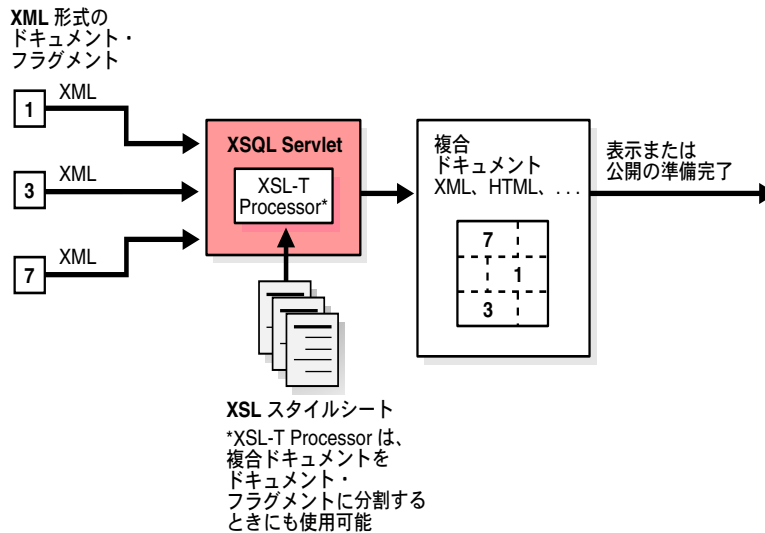 XML 形式の
ドキュメント・
フラグメント
1
XML
3
XML
7
XML
XSQL Servlet
XSL-T
Processor*
複合
ドキュメント
XML、HTML、. . .
7
1
3
表示または
公開の準備完了
XSL スタイルシート
*XSL-T Processor は、
複合ドキュメントを
ドキュメント・
フラグメントに分割する
ときにも使用可能